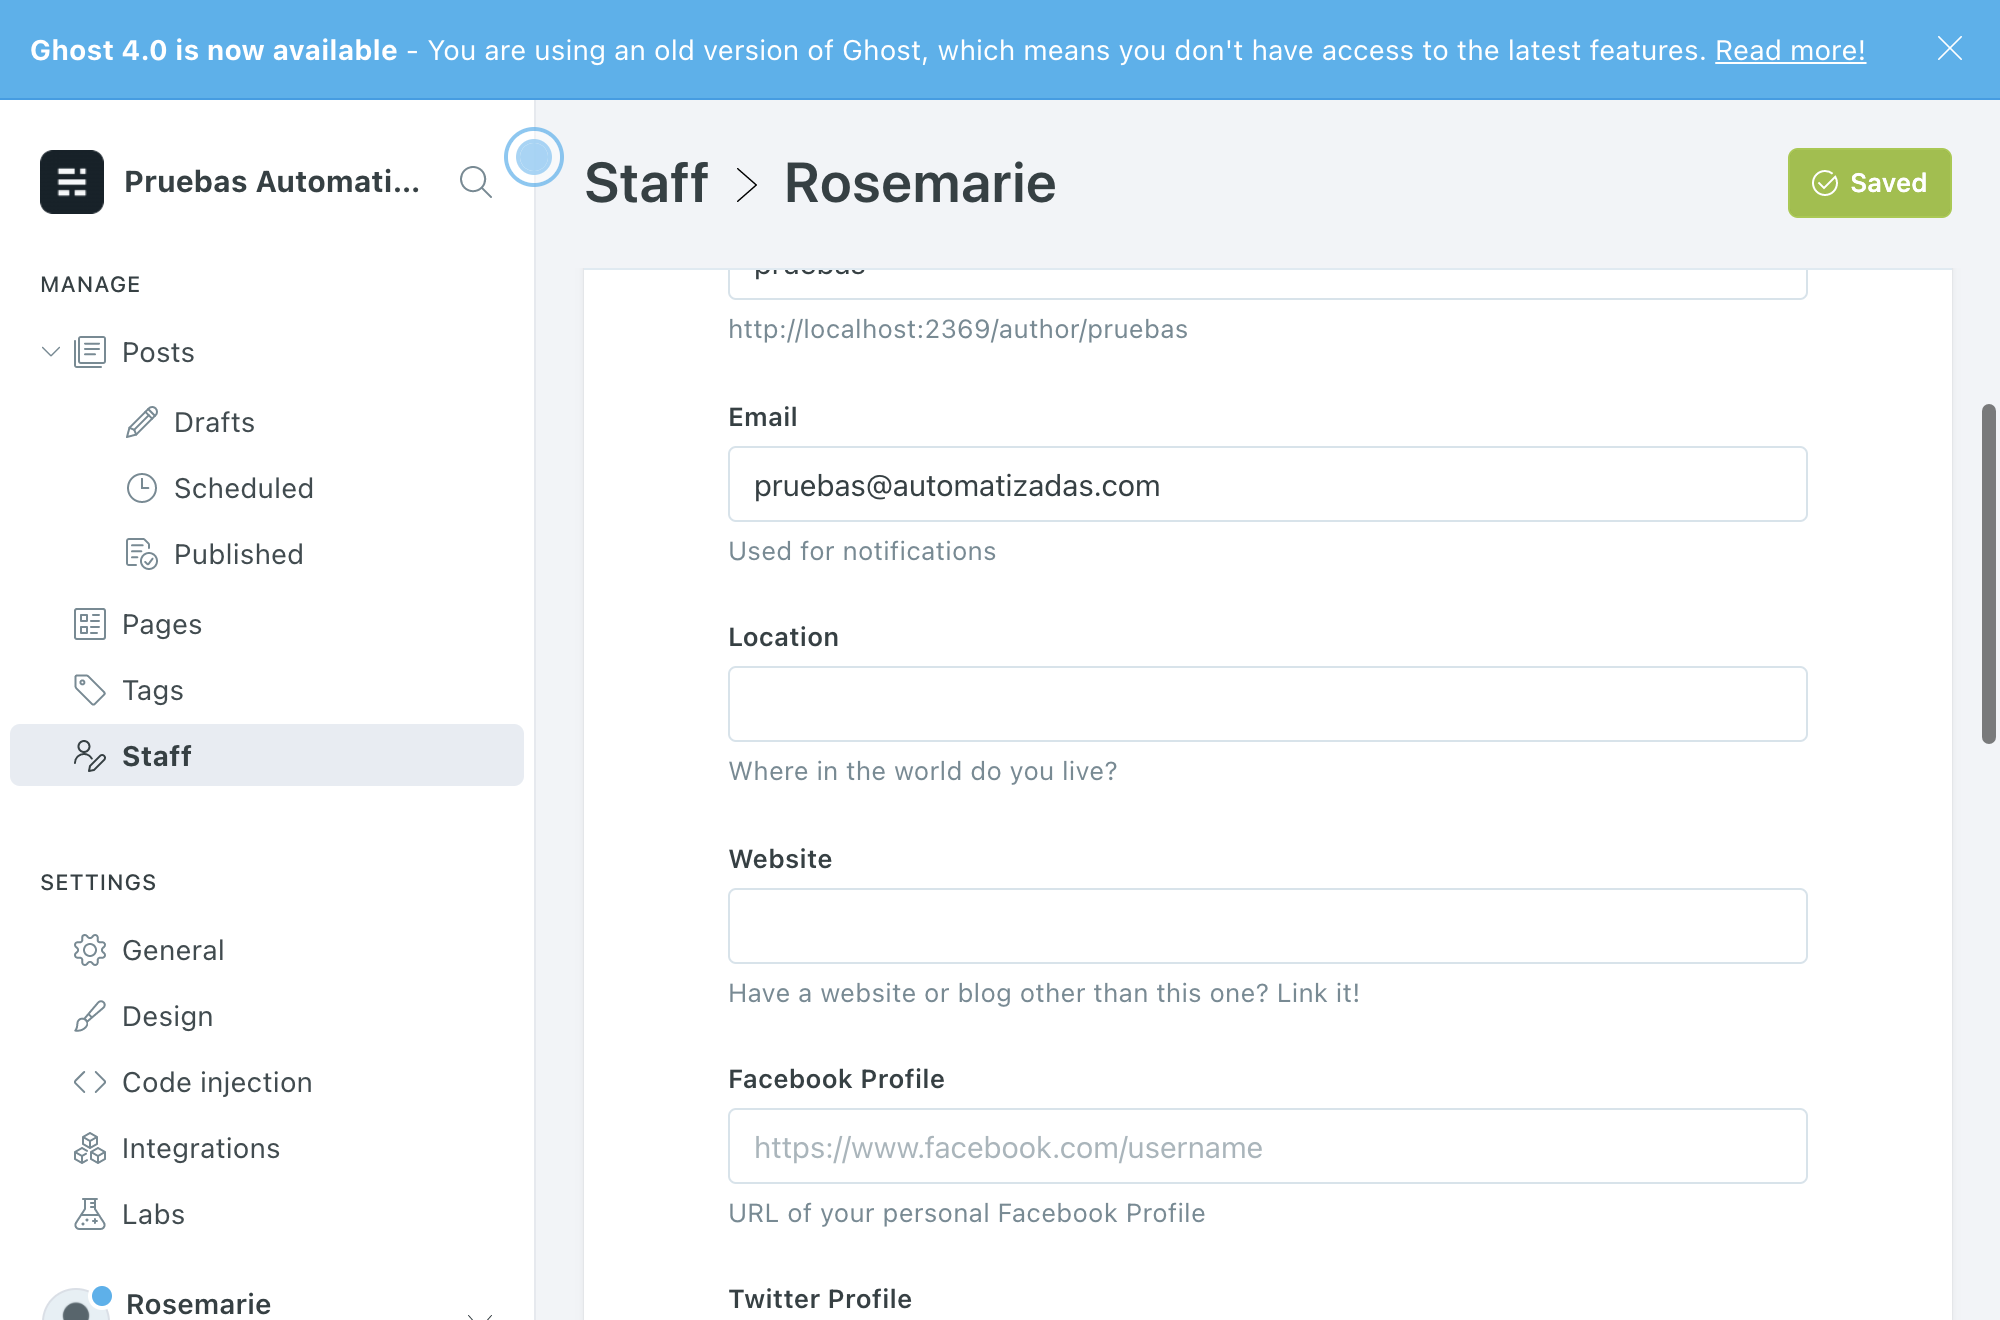 Ghost 4.0 is now available - You are using an old version of Ghost, which means you don't have access to the latest features. Read more!
Pruebas Automati...
MANAGE
Posts
Drafts
Scheduled
Published
Pages
Tags
Staff
SETTINGS
General
Design
Code injection
Integrations
Labs
Rosemarie
Staff > Rosemarie
Saved
pruebas
http://localhost:2369/author/pruebas
Email
pruebas@automatizadas.com
Used for notifications
Location
Where in the world do you live?
Website
Have a website or blog other than this one? Link it!
Facebook Profile
https://www.facebook.com/username
URL of your personal Facebook Profile
Twitter Profile